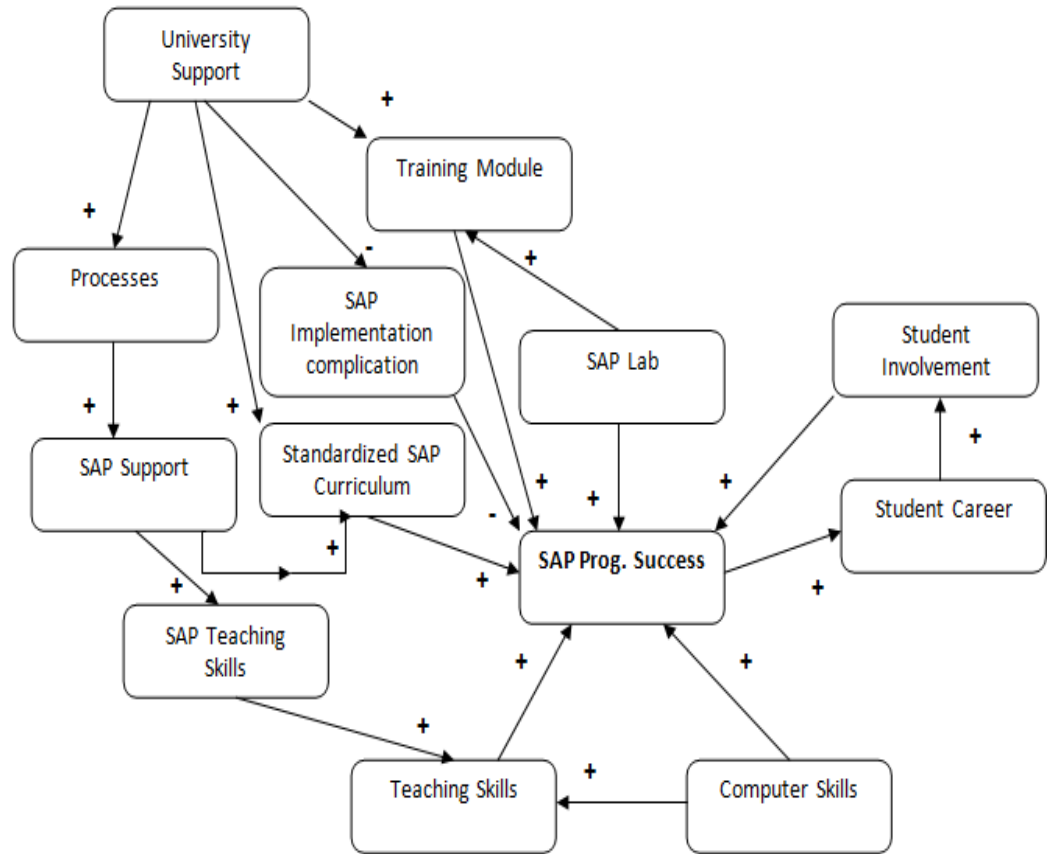 University
Support
+
Training Module
+
-
+
Processes
SAP
Implementation
complication
SAP Lab
Student
Involvement
+
+
+
SAP Support
Standardized SAP
Curriculum
+
+
+
Student Career
-
SAP Prog. Success
+
+
+
+
SAP Teaching
Skills
+
+
+
Teaching Skills
+
Computer Skills